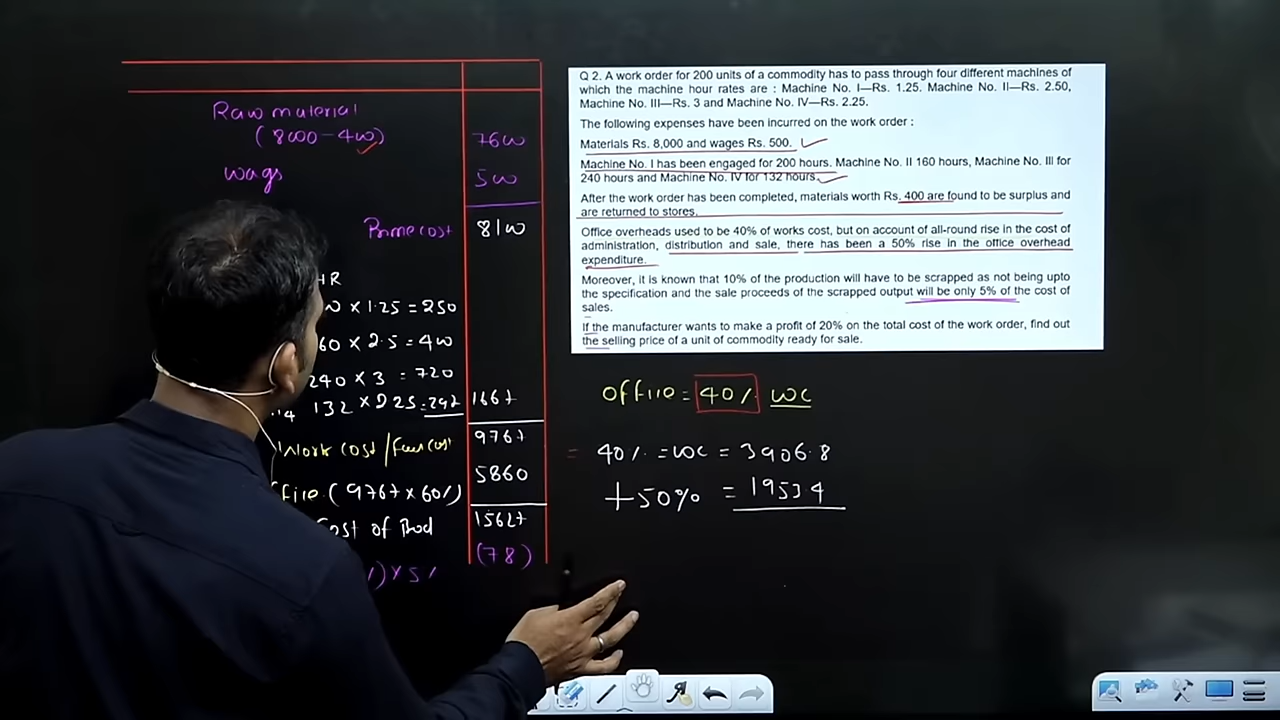 Raw material
(8000-400) 7600
wags 500
Prime cost 8100
HR
0 × 1.25 = 250
60 × 2.5 = 400
240 × 3 = 720
132 × 2.25 = 297 1667
Work cost / Fact cost 9767
ffice (9767 × 60%) 5860
Cost of Prod 15627
) × 5% (78)
Q 2. A work order for 200 units of a commodity has to pass through four different machines of
which the machine hour rates are : Machine No. I—Rs. 1.25. Machine No. II—Rs. 2.50,
Machine No. III—Rs. 3 and Machine No. IV—Rs. 2.25.
The following expenses have been incurred on the work order :
Materials Rs. 8,000 and wages Rs. 500.
Machine No. I has been engaged for 200 hours. Machine No. II 160 hours, Machine No. III for
240 hours and Machine No. IV for 132 hours.
After the work order has been completed, materials worth Rs. 400 are found to be surplus and
are returned to stores.
Office overheads used to be 40% of works cost, but on account of all-round rise in the cost of
administration, distribution and sale, there has been a 50% rise in the office overhead
expenditure.
Moreover, it is known that 10% of the production will have to be scrapped as not being upto
the specification and the sale proceeds of the scrapped output will be only 5% of the cost of
sales.
If the manufacturer wants to make a profit of 20% on the total cost of the work order, find out
the selling price of a unit of commodity ready for sale.
Office = 40% WC
= 40% = WC = 3906.8
+50% = 1953.4